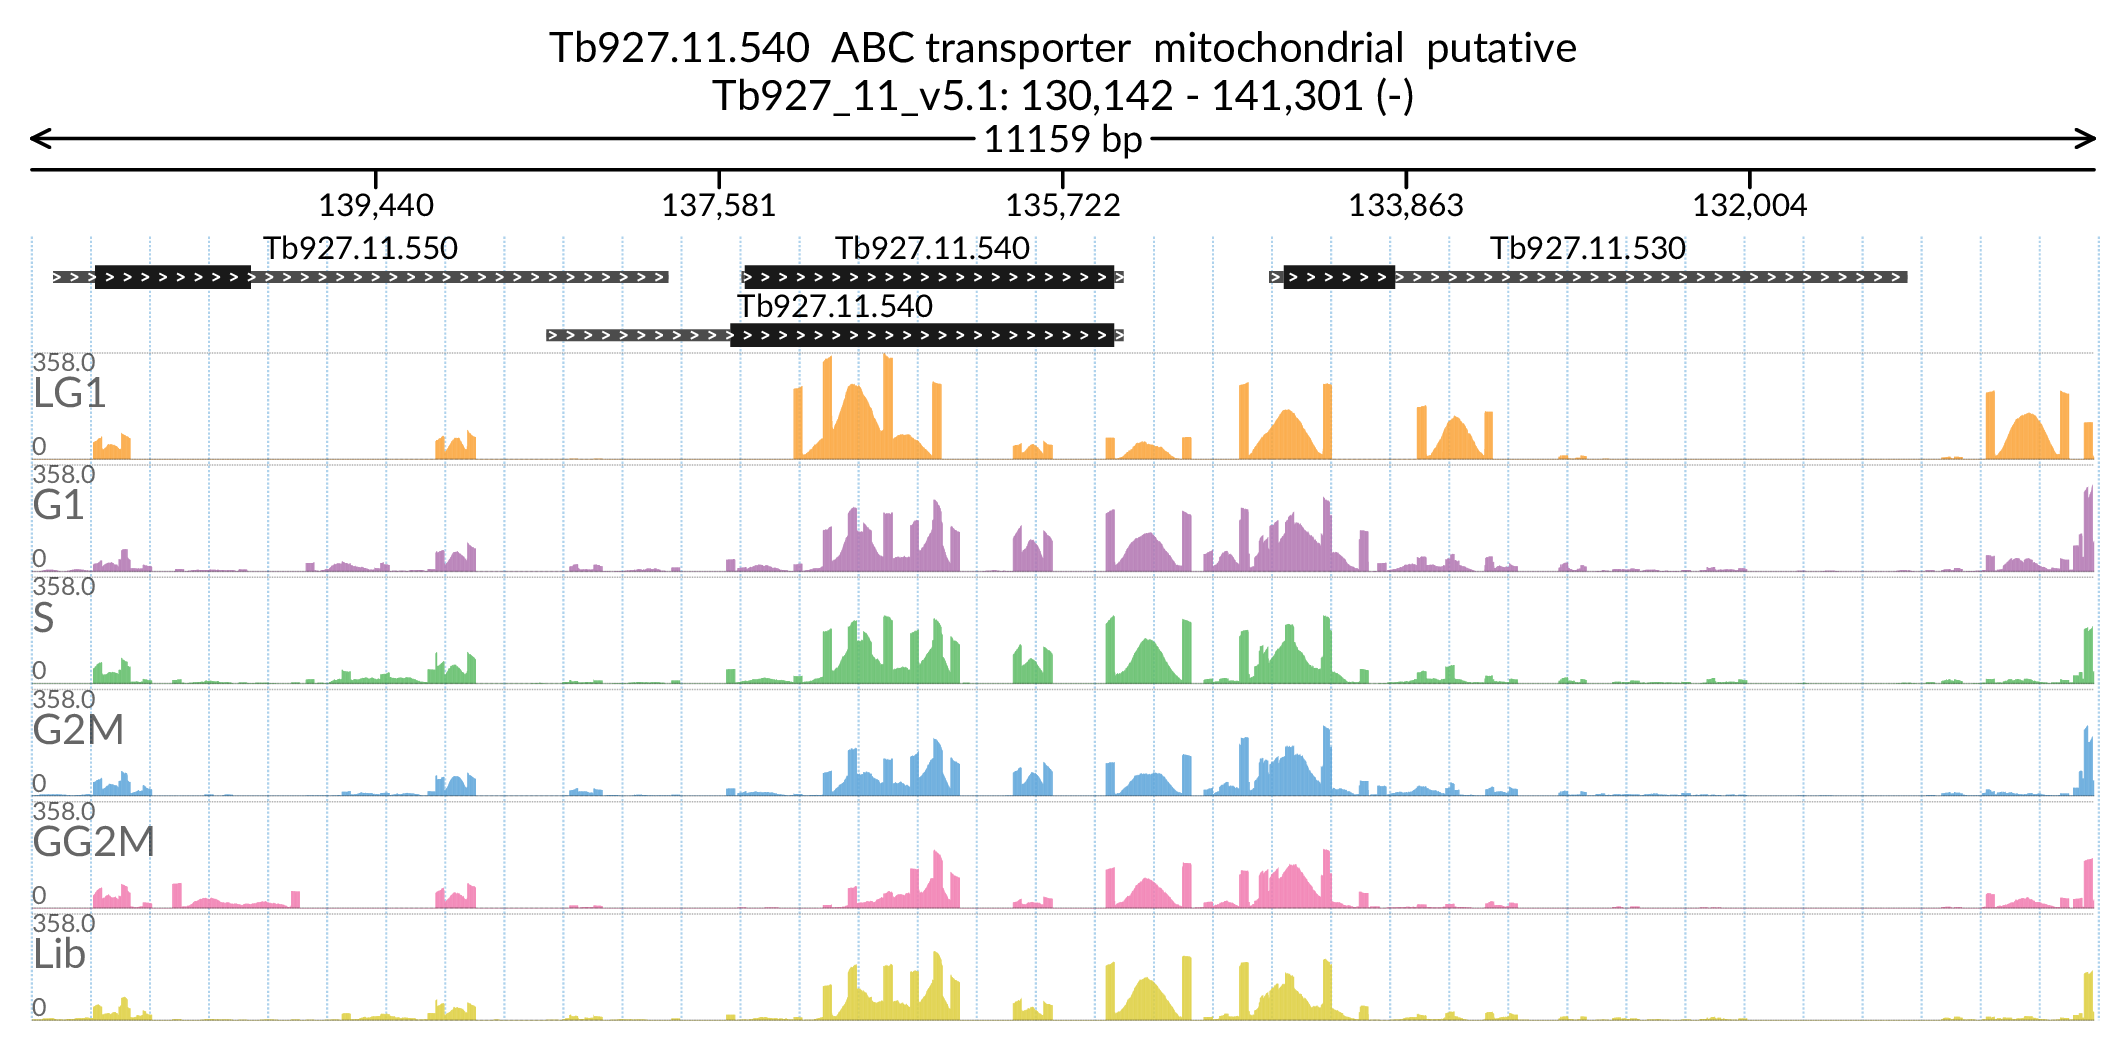 Tb927.11.540 ABC transporter mitochondrial putative
Tb927_11_v5.1: 130,142 - 141,301 (-)
11159 bp
139,440 137,581 135,722 133,863 132,004
Tb927.11.550 Tb927.11.540 Tb927.11.530
Tb927.11.540
358.0
LG1
0
358.0
G1
0
358.0
S
0
358.0
G2M
0
358.0
GG2M
0
358.0
Lib
0